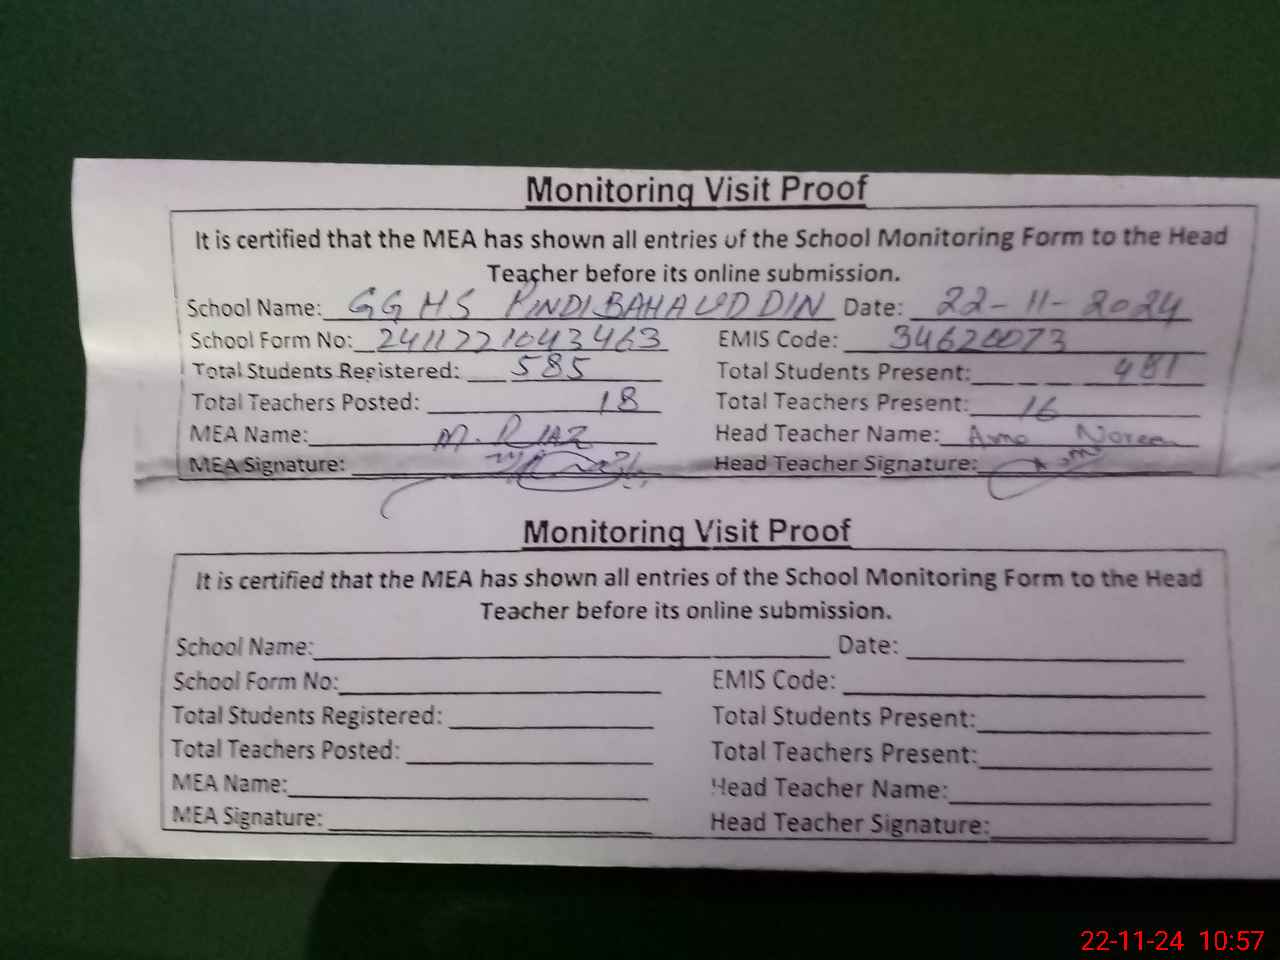 Monitoring Visit Proof
It is certified that the MEA has shown all entries of the School Monitoring Form to the Head
Teacher before its online submission.
School Name: GGHS PINDI BAHAUDDIN Date: 22-11-2024
School Form No: 2411221043463 EMIS Code: 34620073
Total Students Registered: 585 Total Students Present: 481
Total Teachers Posted: 18 Total Teachers Present: 16
MEA Name: M. RIAZ Head Teacher Name: Noreen
MEA Signature: Head Teacher Signature:
Monitoring Visit Proof
It is certified that the MEA has shown all entries of the School Monitoring Form to the Head
Teacher before its online submission.
School Name: Date:
School Form No: EMIS Code:
Total Students Registered: Total Students Present:
Total Teachers Posted: Total Teachers Present:
MEA Name: Head Teacher Name:
MEA Signature: Head Teacher Signature:
22-11-24 10:57